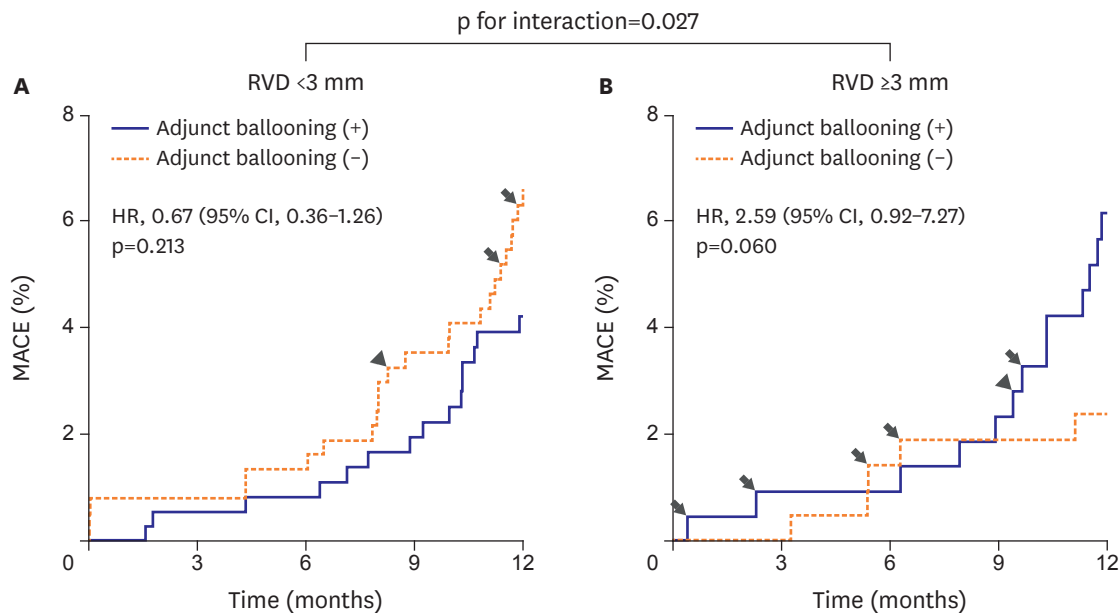 p for interaction=0.027
A
RVD <3 mm
8
Adjunct ballooning (+)
Adjunct ballooning (−)
HR, 0.67 (95% CI, 0.36–1.26)
p=0.213
6
4
2
0
3
6
9
12
MACE (%)
Time (months)
B
RVD ≥3 mm
8
Adjunct ballooning (+)
Adjunct ballooning (−)
HR, 2.59 (95% CI, 0.92–7.27)
p=0.060
6
4
2
0
3
6
9
12
MACE (%)
Time (months)